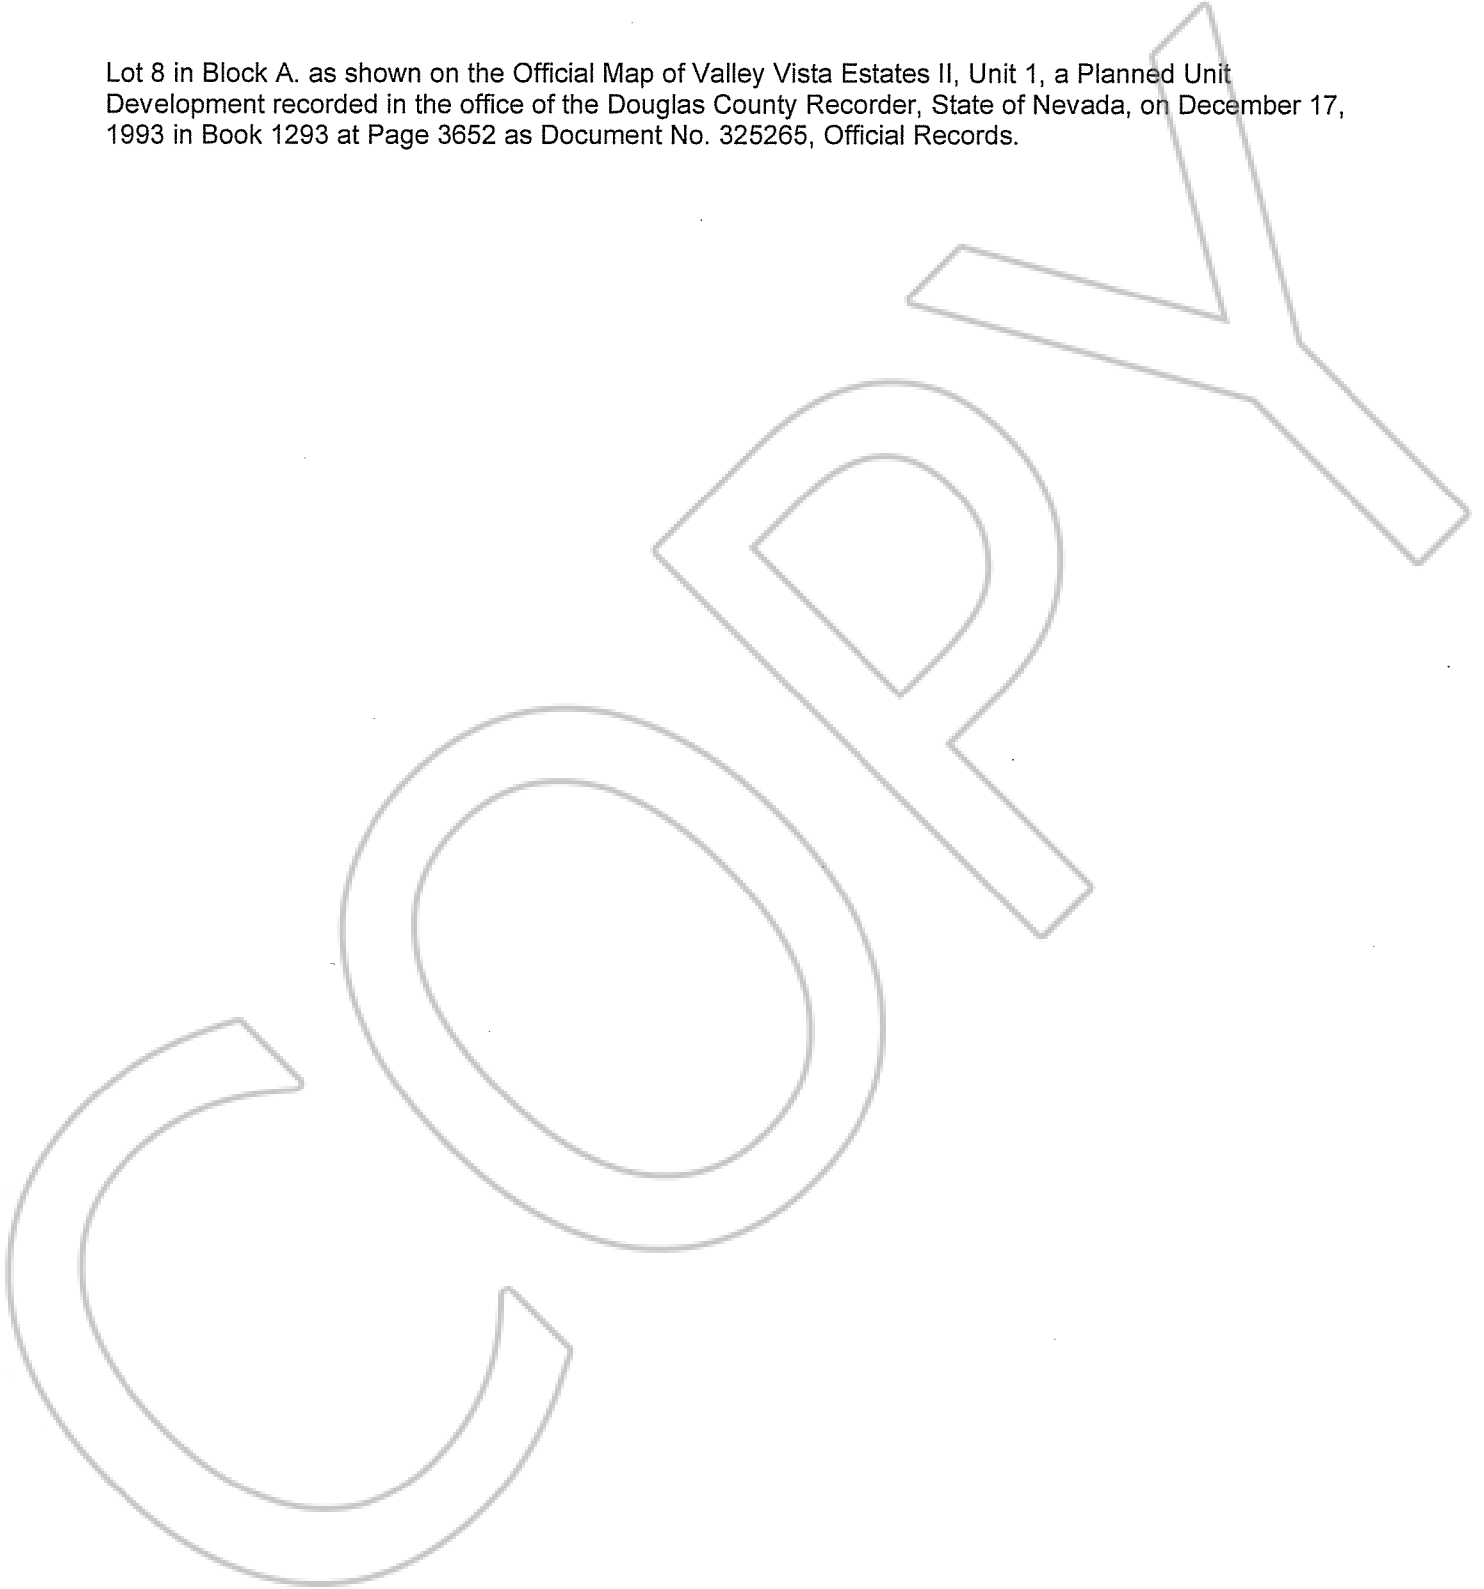 Lot 8 in Block A. as shown on the Official Map of Valley Vista Estates II, Unit 1, a Planned Unit
Development recorded in the office of the Douglas County Recorder, State of Nevada, on December 17,
1993 in Book 1293 at Page 3652 as Document No. 325265, Official Records.
COPY